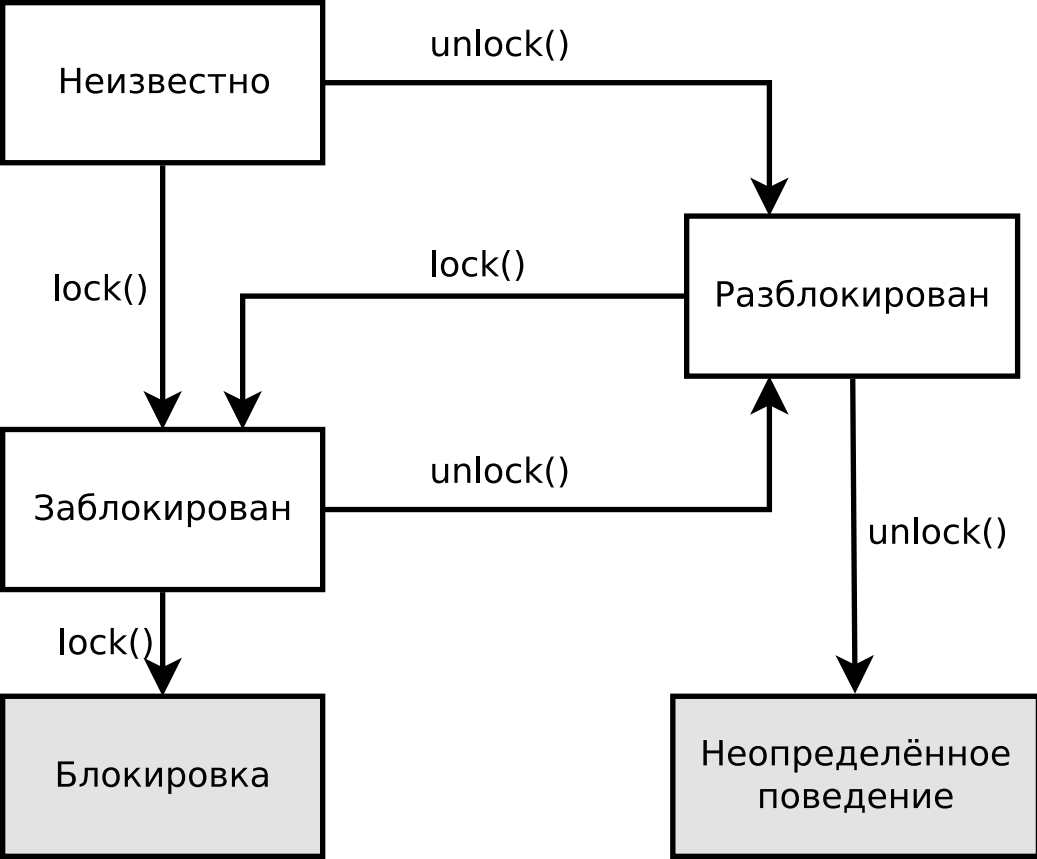 unlock()
Неизвестно
lock()
lock()
Разблокирован
unlock()
Заблокирован
unlock()
lock()
Блокировка
Неопределённое
поведение